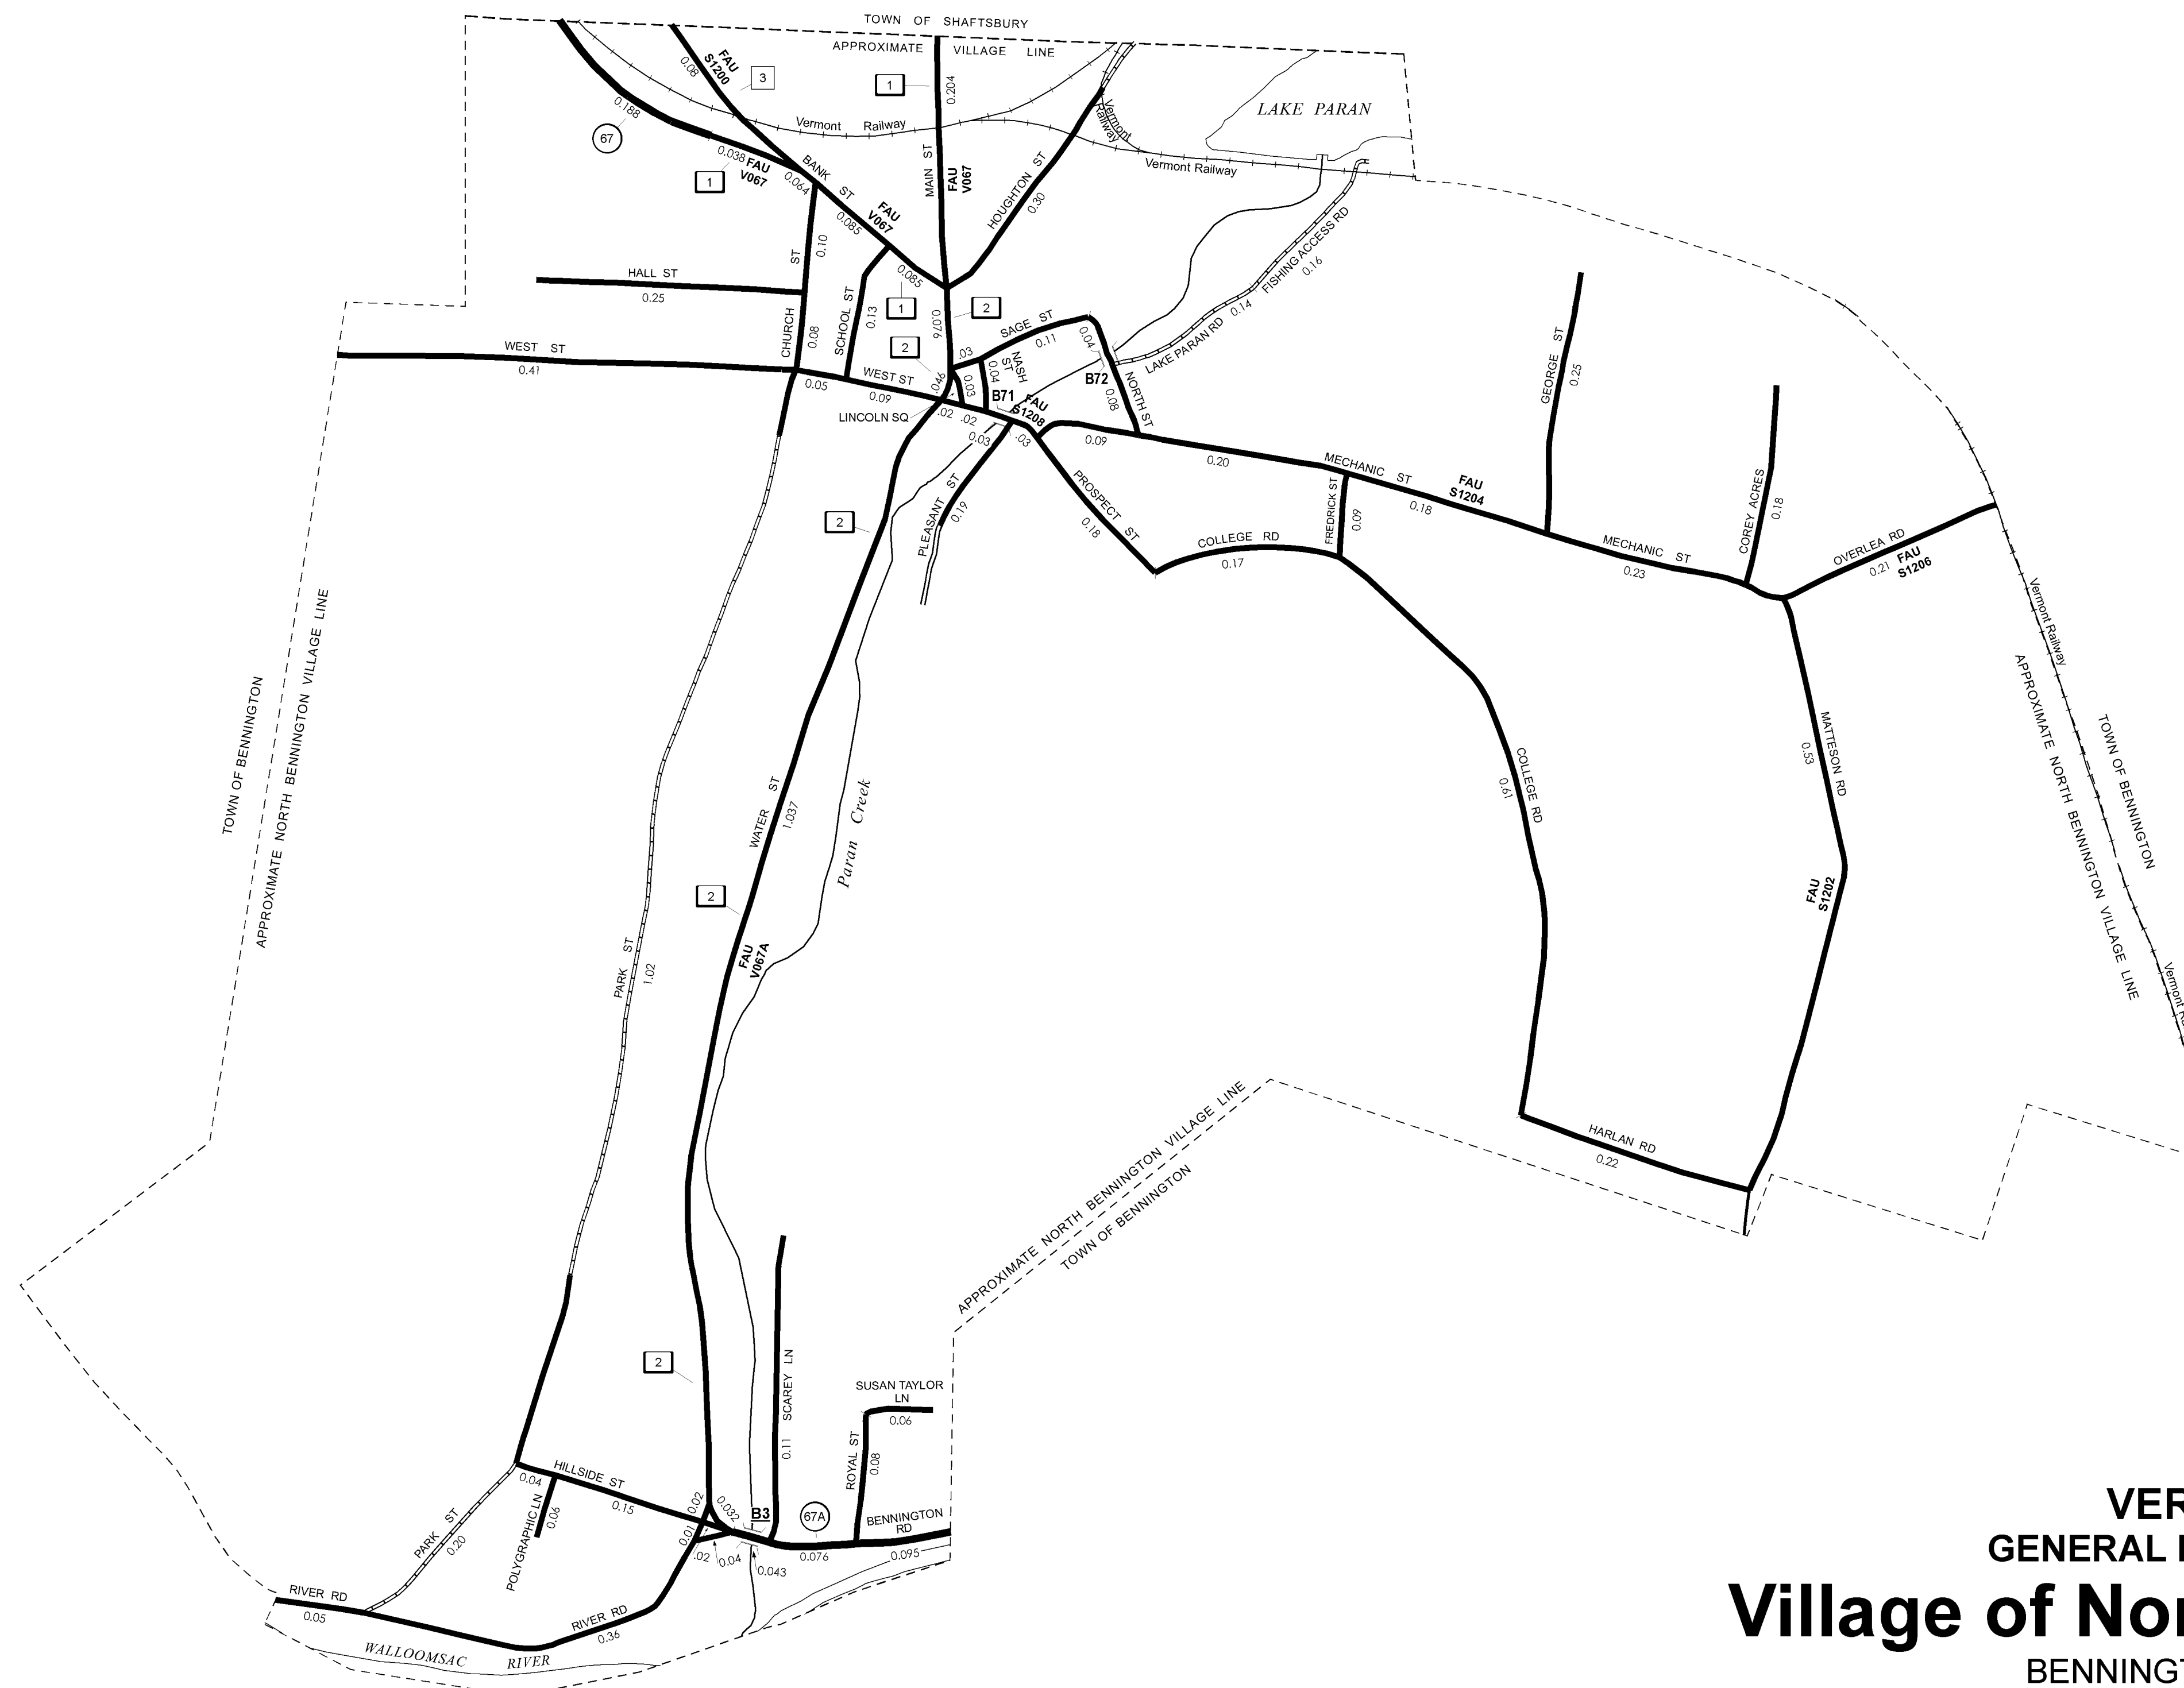 TOWN OF SHAFTSBURY
APPROXIMATE VILLAGE LINE
FAU
S1200
0.08
3
1
0.204
0.188
67
Vermont Railway
Vermont
Railway
LAKE PARAN
Vermont Railway
0.038
FAU
V067
1
0.064
BANK ST
0.085
FAU
V067
MAIN ST
FAU
V067
HOUGHTON ST
0.30
FISHING ACCESS RD
0.16
CHURCH ST
0.10
HALL ST
0.25
0.08
SCHOOL ST
0.13
0.085
1
2
0.076
2
SAGE ST
0.11
0.04
.03
NASH
ST
0.04
0.03
LAKE PARAN RD
0.14
WEST ST
0.41
0.05
WEST ST
0.09
.046
LINCOLN SQ
.02
.02
B71
FAU
S1208
B72
0.08
NORTH ST
0.03
.03
0.09
0.20
MECHANIC ST
FAU
S1204
0.18
GEORGE ST
0.25
COREY ACRES
0.18
MECHANIC ST
0.23
OVERLEA RD
0.21
FAU
S1206
2
PLEASANT ST
0.19
PROSPECT ST
0.18
COLLEGE RD
0.17
FREDRICK ST
0.09
Vermont Railway
APPROXIMATE NORTH BENNINGTON VILLAGE LINE
TOWN OF BENNINGTON
TOWN OF BENNINGTON
APPROXIMATE NORTH BENNINGTON VILLAGE LINE
WATER ST
1.037
Paran Creek
COLLEGE RD
0.61
MATTESON RD
0.53
FAU
S1202
2
FAU
V067A
PARK ST
1.02
HARLAN RD
0.22
APPROXIMATE NORTH BENNINGTON VILLAGE LINE
TOWN OF BENNINGTON
2
SCAREY LN
0.11
SUSAN TAYLOR
LN
0.06
ROYAL ST
0.08
HILLSIDE ST
0.04
0.15
POLYGRAPHIC LN
0.06
0.02
0.032
B3
67A
BENNINGTON
RD
0.01
.02
0.04
0.043
0.076
0.095
PARK ST
0.20
RIVER RD
0.05
RIVER RD
0.36
WALLOOMSAC RIVER
VER
GENERAL
Village of Nor
BENNINGT